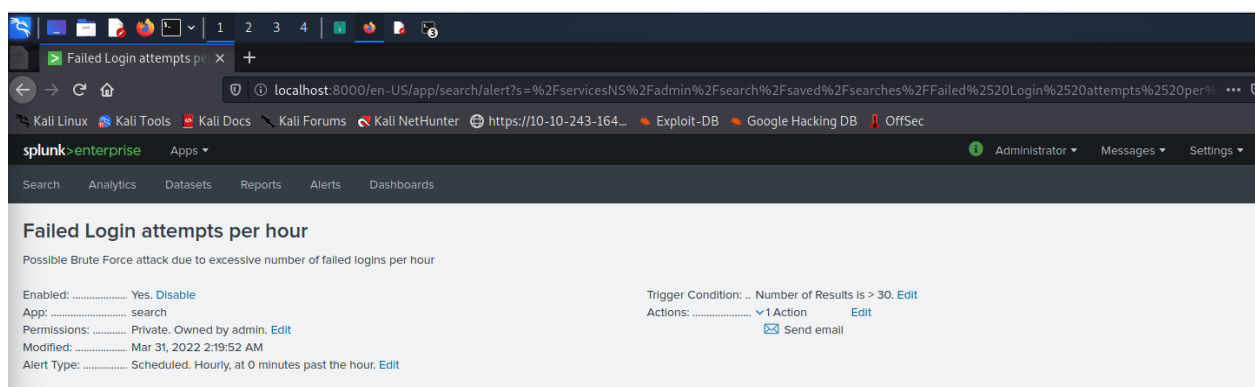 1 2 3 4
Failed Login attempts pe
localhost:8000/en-US/app/search/alert?s=%2FservicesNS%2Fadmin%2Fsearch%2Fsaved%2Fsearches%2FFailed%2520Login%2520attempts%2520per%
Kali Linux Kali Tools Kali Docs Kali Forums Kali NetHunter https://10-10-243-164... Exploit-DB Google Hacking DB OffSec
splunk>enterprise Apps Administrator Messages Settings
Search Analytics Datasets Reports Alerts Dashboards
Failed Login attempts per hour
Possible Brute Force attack due to excessive number of failed logins per hour
Enabled: .................... Yes. Disable
App: ........................... search
Permissions: ............ Private. Owned by admin. Edit
Modified: ................... Mar 31, 2022 2:19:52 AM
Alert Type: ................ Scheduled. Hourly, at 0 minutes past the hour. Edit
Trigger Condition: .. Number of Results is > 30. Edit
Actions: ..................... 1 Action Edit
Send email